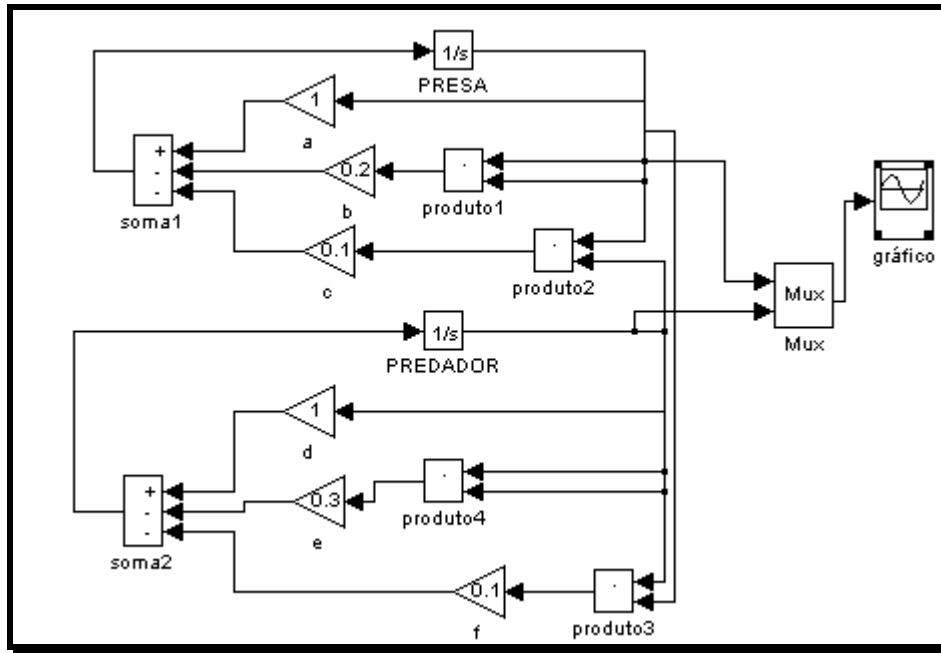 1/s
PRESA
1
a
+
-
-
soma1
0.2
b
.
produto1
0.1
c
.
produto2
Mux
Mux
gráfico
1/s
PREDADOR
1
d
+
-
-
soma2
0.3
e
.
produto4
0.1
f
.
produto3